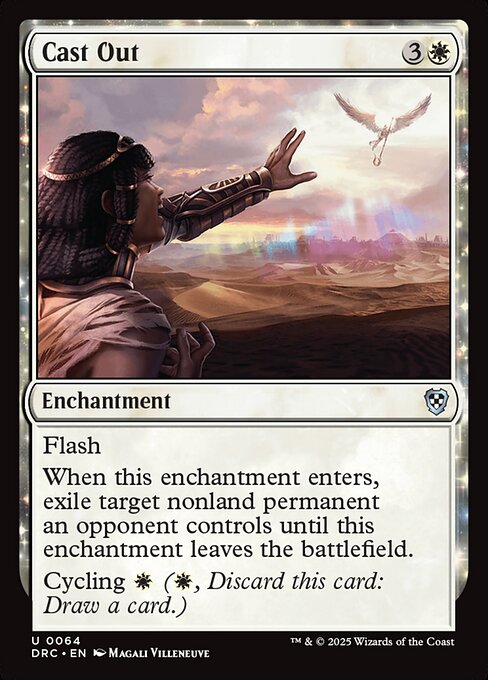 Cast Out 3
Enchantment
Flash
When this enchantment enters,
exile target nonland permanent
an opponent controls until this
enchantment leaves the battlefield.
Cycling (, Discard this card:
Draw a card.)
U 0064 ™ & © 2025 Wizards of the Coast
DRC • EN Magali Villeneuve